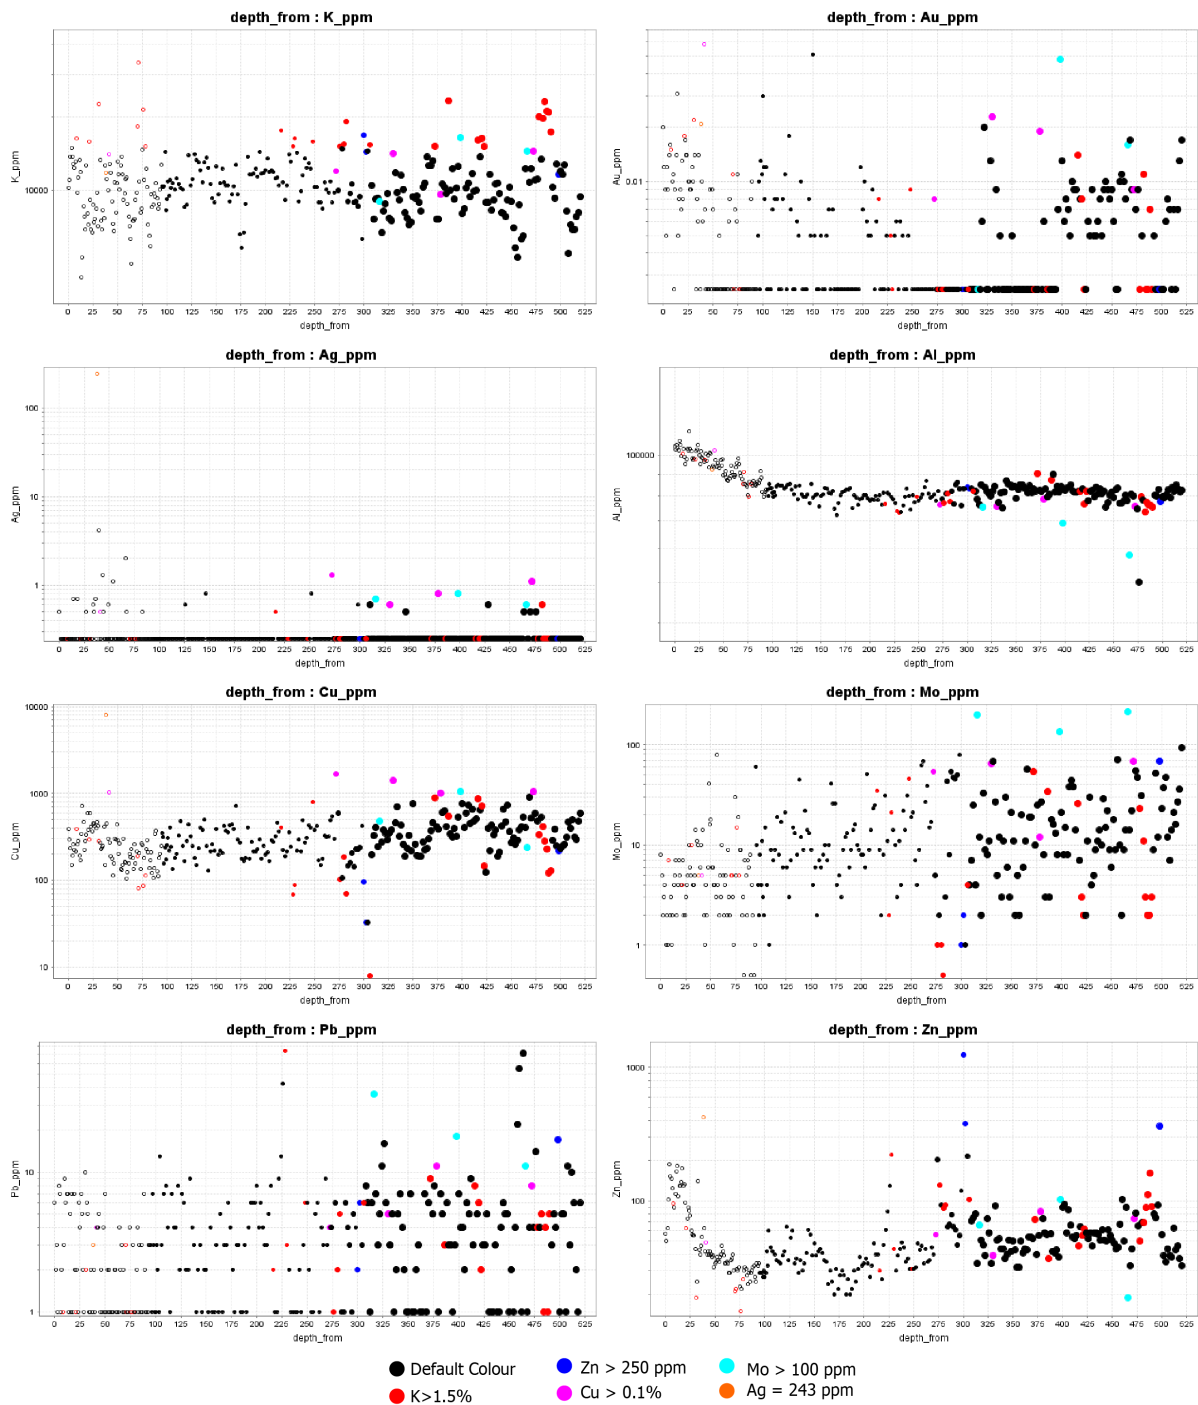 depth_from : K_ppm
K_ppm
10000
0 25 50 75 100 125 150 175 200 225 250 275 300 325 350 375 400 425 450 475 500 525
depth_from
depth_from : Au_ppm
Au_ppm
0.01
0 25 50 75 100 125 150 175 200 225 250 275 300 325 350 375 400 425 450 475 500 525
depth_from
depth_from : Ag_ppm
Ag_ppm
100
10
1
0 25 50 75 100 125 150 175 200 225 250 275 300 325 350 375 400 425 450 475 500 525
depth_from
depth_from : Al_ppm
Al_ppm
100000
0 25 50 75 100 125 150 175 200 225 250 275 300 325 350 375 400 425 450 475 500 525
depth_from
depth_from : Cu_ppm
Cu_ppm
10000
1000
100
10
0 25 50 75 100 125 150 175 200 225 250 275 300 325 350 375 400 425 450 475 500 525
depth_from
depth_from : Mo_ppm
Mo_ppm
100
10
1
0 25 50 75 100 125 150 175 200 225 250 275 300 325 350 375 400 425 450 475 500 525
depth_from
depth_from : Pb_ppm
Pb_ppm
10
1
0 25 50 75 100 125 150 175 200 225 250 275 300 325 350 375 400 425 450 475 500 525
depth_from
depth_from : Zn_ppm
Zn_ppm
1000
100
0 25 50 75 100 125 150 175 200 225 250 275 300 325 350 375 400 425 450 475 500 525
depth_from
Default Colour
Zn > 250 ppm
Mo > 100 ppm
K>1.5%
Cu > 0.1%
Ag = 243 ppm